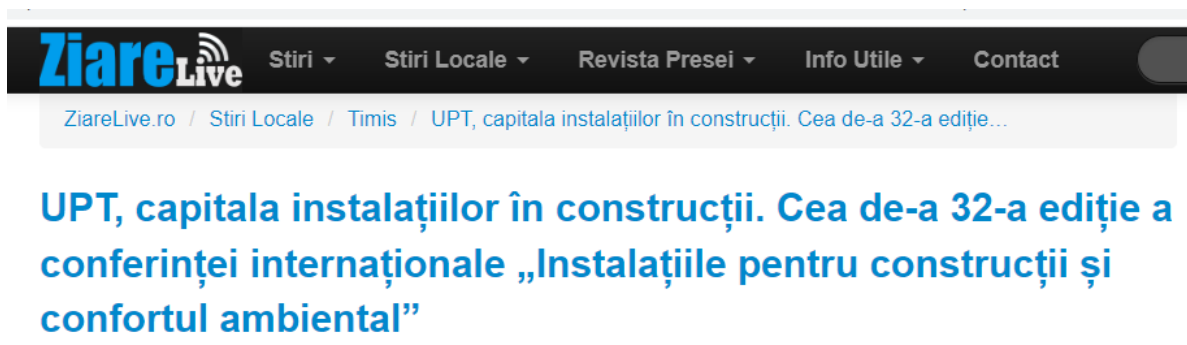 ZiareLive Stiri Stiri Locale Revista Presei Info Utile Contact
ZiareLive.ro / Stiri Locale / Timis / UPT, capitala instalațiilor în construcții. Cea de-a 32-a ediție...
UPT, capitala instalațiilor în construcții. Cea de-a 32-a ediție a
conferinței internaționale „Instalațiile pentru construcții și
confortul ambiental”